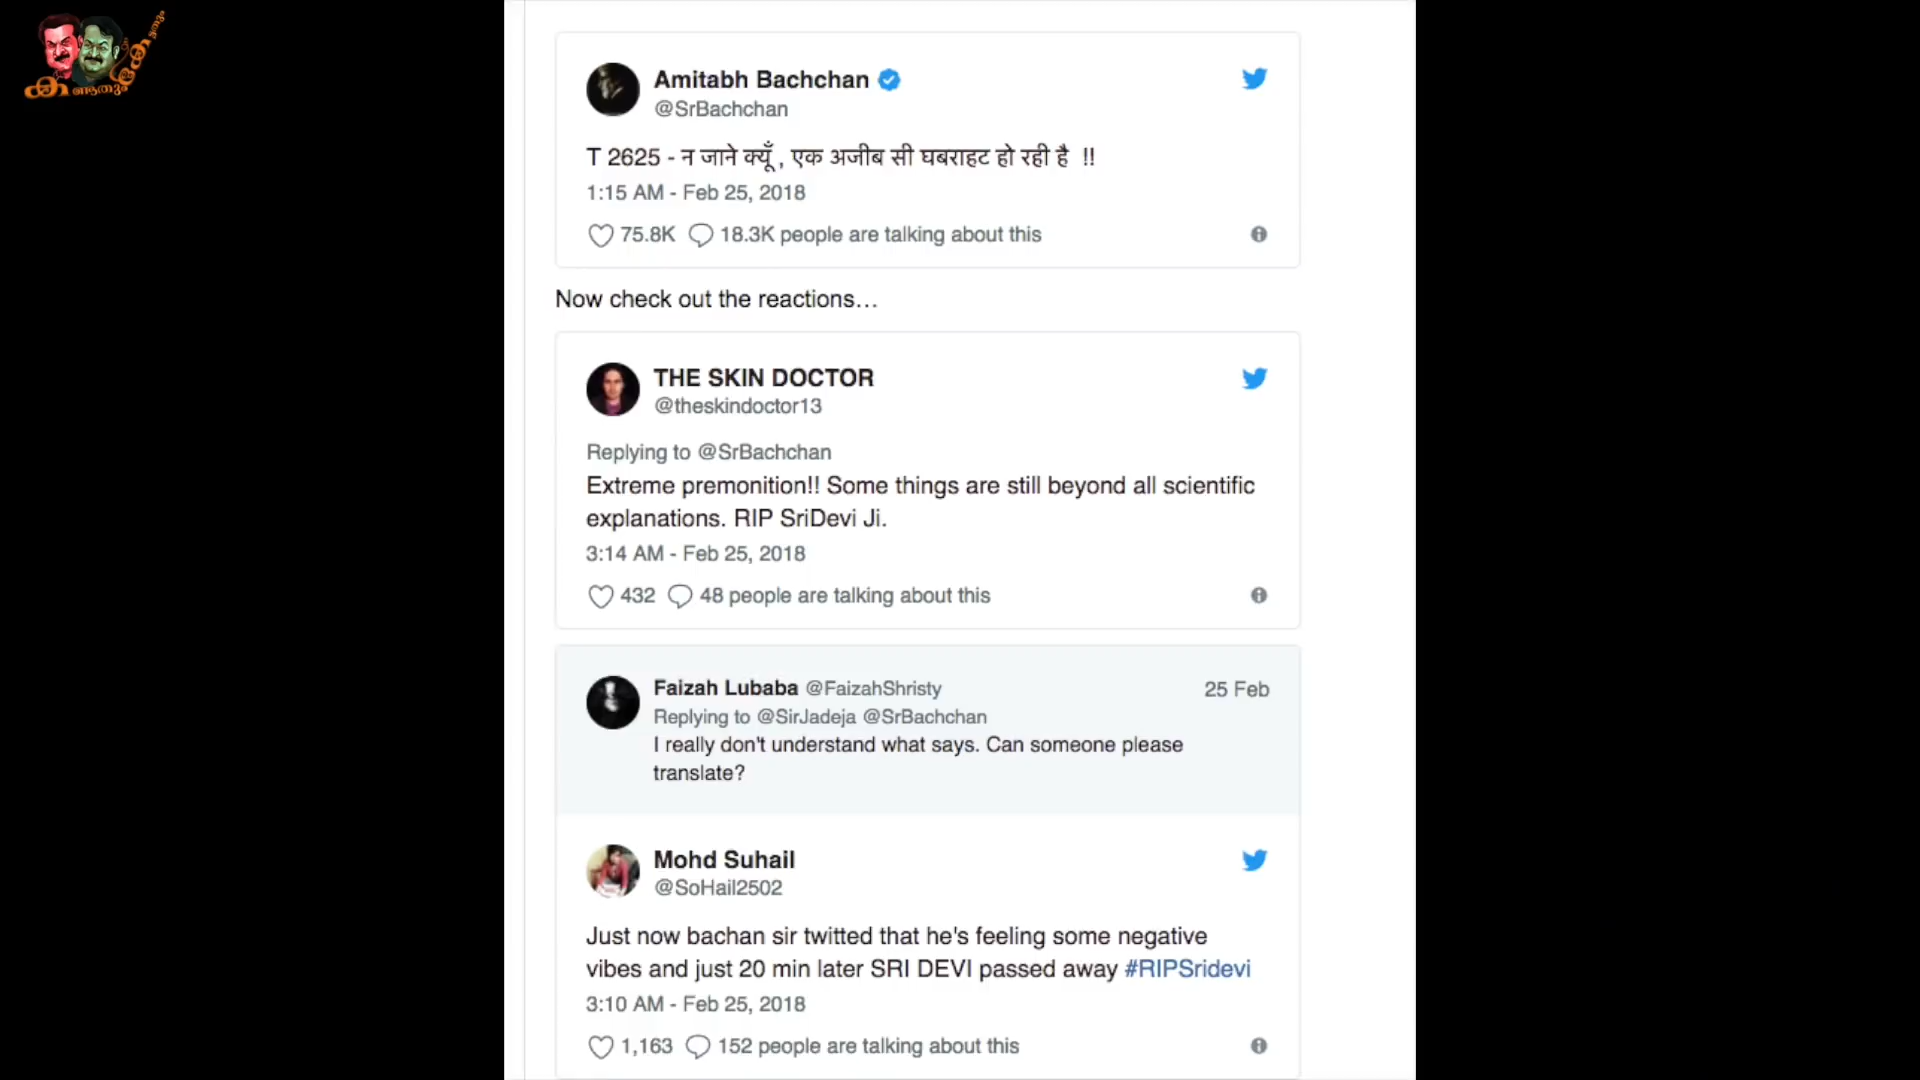 Amitabh Bachchan
@SrBachchan
T 2625 - न जाने क्यूँ , एक अजीब सी घबराहट हो रही है !!
1:15 AM - Feb 25, 2018
75.8K 18.3K people are talking about this
Now check out the reactions...
THE SKIN DOCTOR
@theskindoctor13
Replying to @SrBachchan
Extreme premonition!! Some things are still beyond all scientific
explanations. RIP SriDevi Ji.
3:14 AM - Feb 25, 2018
432 48 people are talking about this
Faizah Lubaba @FaizahShristy 25 Feb
Replying to @SirJadeja @SrBachchan
I really don't understand what says. Can someone please
translate?
Mohd Suhail
@SoHail2502
Just now bachan sir twitted that he's feeling some negative
vibes and just 20 min later SRI DEVI passed away #RIPSridevi
3:10 AM - Feb 25, 2018
1,163 152 people are talking about this